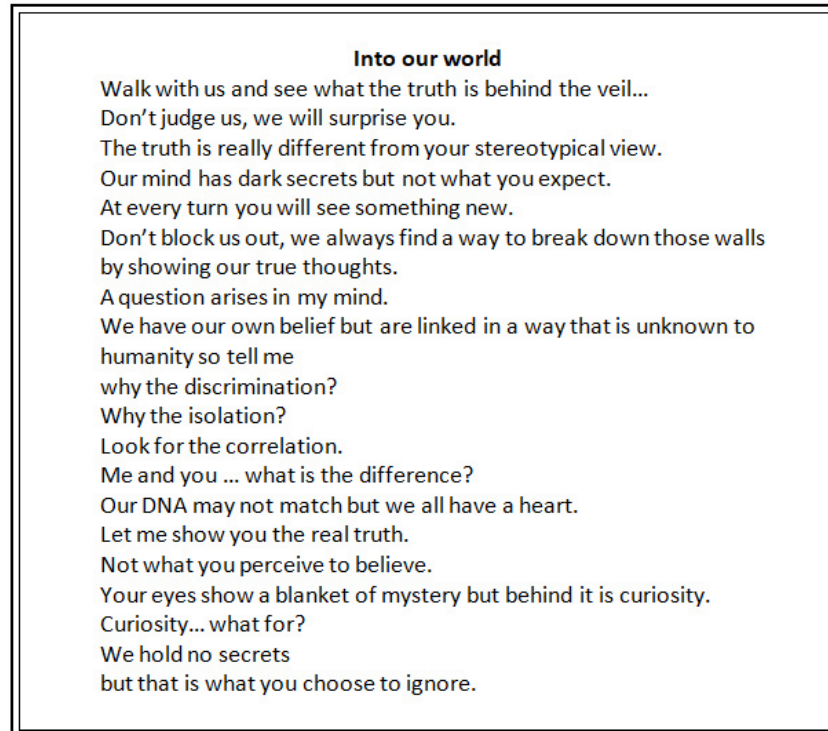 Into our world
Walk with us and see what the truth is behind the veil…
Don’t judge us, we will surprise you.
The truth is really different from your stereotypical view.
Our mind has dark secrets but not what you expect.
At every turn you will see something new.
Don’t block us out, we always find a way to break down those walls
by showing our true thoughts.
A question arises in my mind.
We have our own belief but are linked in a way that is unknown to
humanity so tell me
why the discrimination?
Why the isolation?
Look for the correlation.
Me and you … what is the difference?
Our DNA may not match but we all have a heart.
Let me show you the real truth.
Not what you perceive to believe.
Your eyes show a blanket of mystery but behind it is curiosity.
Curiosity… what for?
We hold no secrets
but that is what you choose to ignore.